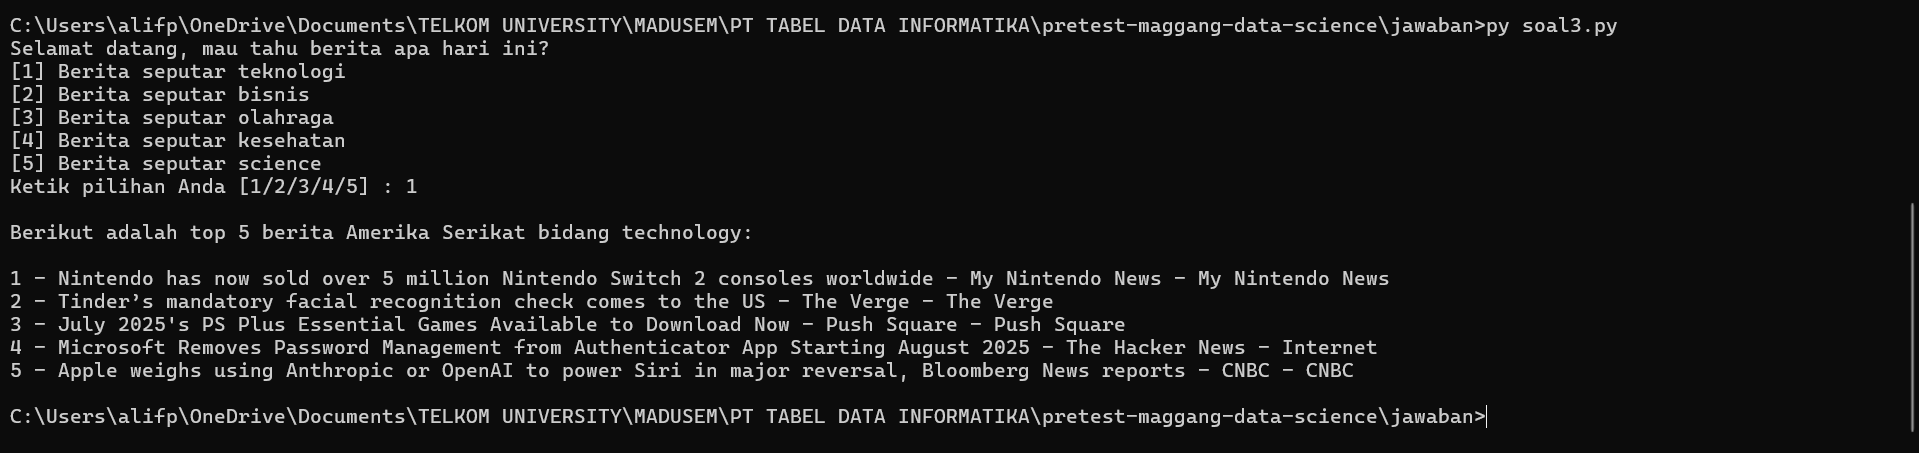 C:\Users\alifp\OneDrive\Documents\TELKOM UNIVERSITY\MADUSEM\PT TABEL DATA INFORMATIKA\pretest-maggang-data-science\jawaban>py soal3.py
Selamat datang, mau tahu berita apa hari ini?
[1] Berita seputar teknologi
[2] Berita seputar bisnis
[3] Berita seputar olahraga
[4] Berita seputar kesehatan
[5] Berita seputar science
Ketik pilihan Anda [1/2/3/4/5] : 1
Berikut adalah top 5 berita Amerika Serikat bidang technology:
1 - Nintendo has now sold over 5 million Nintendo Switch 2 consoles worldwide - My Nintendo News - My Nintendo News
2 - Tinder’s mandatory facial recognition check comes to the US - The Verge - The Verge
3 - July 2025's PS Plus Essential Games Available to Download Now - Push Square - Push Square
4 - Microsoft Removes Password Management from Authenticator App Starting August 2025 - The Hacker News - Internet
5 - Apple weighs using Anthropic or OpenAI to power Siri in major reversal, Bloomberg News reports - CNBC - CNBC
C:\Users\alifp\OneDrive\Documents\TELKOM UNIVERSITY\MADUSEM\PT TABEL DATA INFORMATIKA\pretest-maggang-data-science\jawaban>